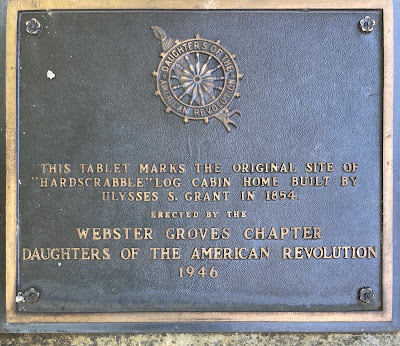 DAUGHTERS OF THE
AMERICAN REVOLUTION
THIS TABLET MARKS THE ORIGINAL SITE OF
"HARDSCRABBLE" LOG CABIN HOME BUILT BY
ULYSSES S. GRANT IN 1854.
ERECTED BY THE
WEBSTER GROVES CHAPTER
DAUGHTERS OF THE AMERICAN REVOLUTION
1946